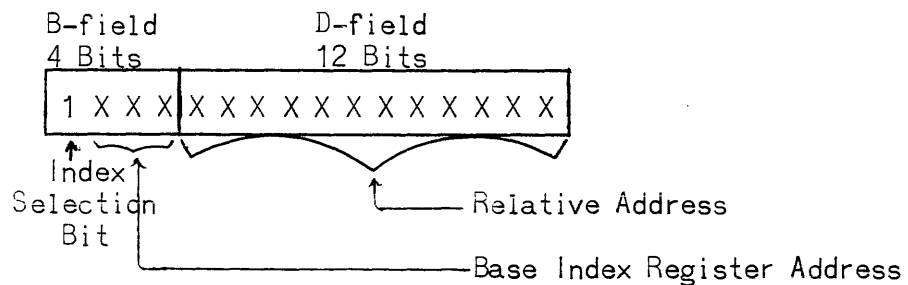 B-field D-field
4 Bits 12 Bits
1 X X X X X X X X X X X X X X X
Index
Selection
Bit
Relative Address
Base Index Register Address